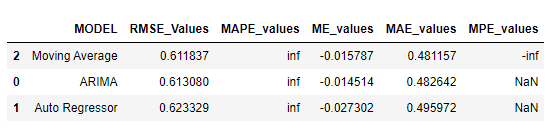 MODEL RMSE_Values MAPE_values ME_values MAE_values MPE_values
2 Moving Average 0.611837 inf -0.015787 0.481157 -inf
0 ARIMA 0.613080 inf -0.014514 0.482642 NaN
1 Auto Regressor 0.623329 inf -0.027302 0.495972 NaN